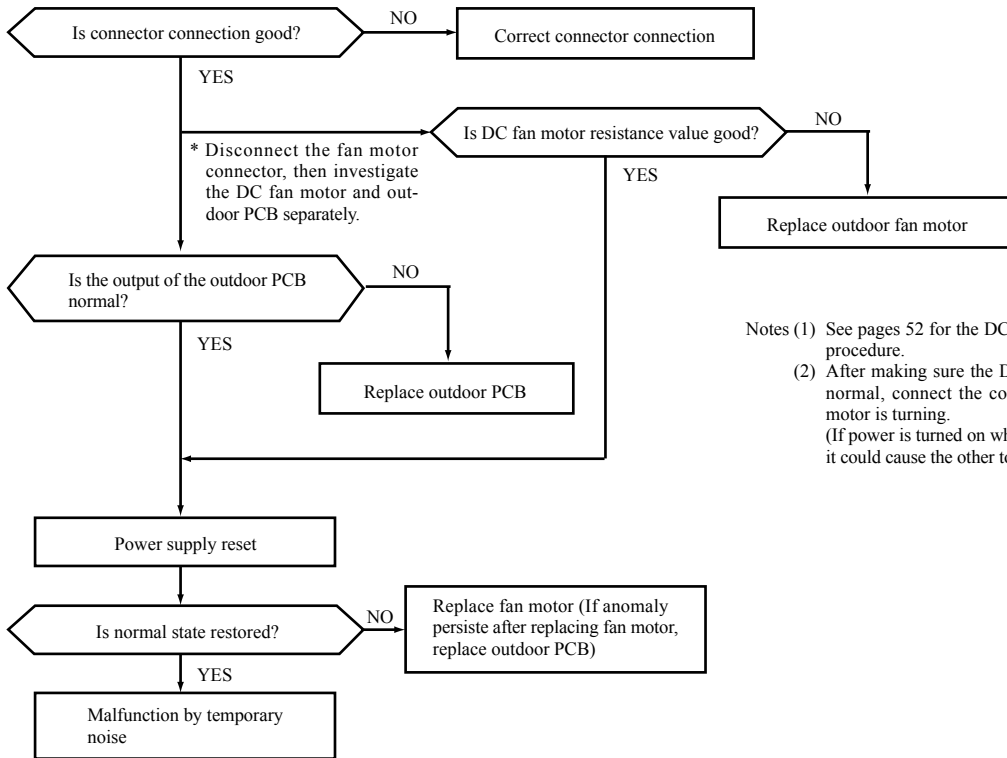 Is connector connection good?
NO
Correct connector connection
YES
Is DC fan motor resistance value good?
NO
* Disconnect the fan motor
connector, then investigate
the DC fan motor and out-
door PCB separately.
YES
Replace outdoor fan motor
Is the output of the outdoor PCB
normal?
NO
YES
Replace outdoor PCB
Notes (1) See pages 52 for the DC
procedure.
(2) After making sure the D
normal, connect the co
motor is turning.
(If power is turned on wh
it could cause the other to
Power supply reset
Is normal state restored?
NO
Replace fan motor (If anomaly
persiste after replacing fan motor,
replace outdoor PCB)
YES
Malfunction by temporary
noise